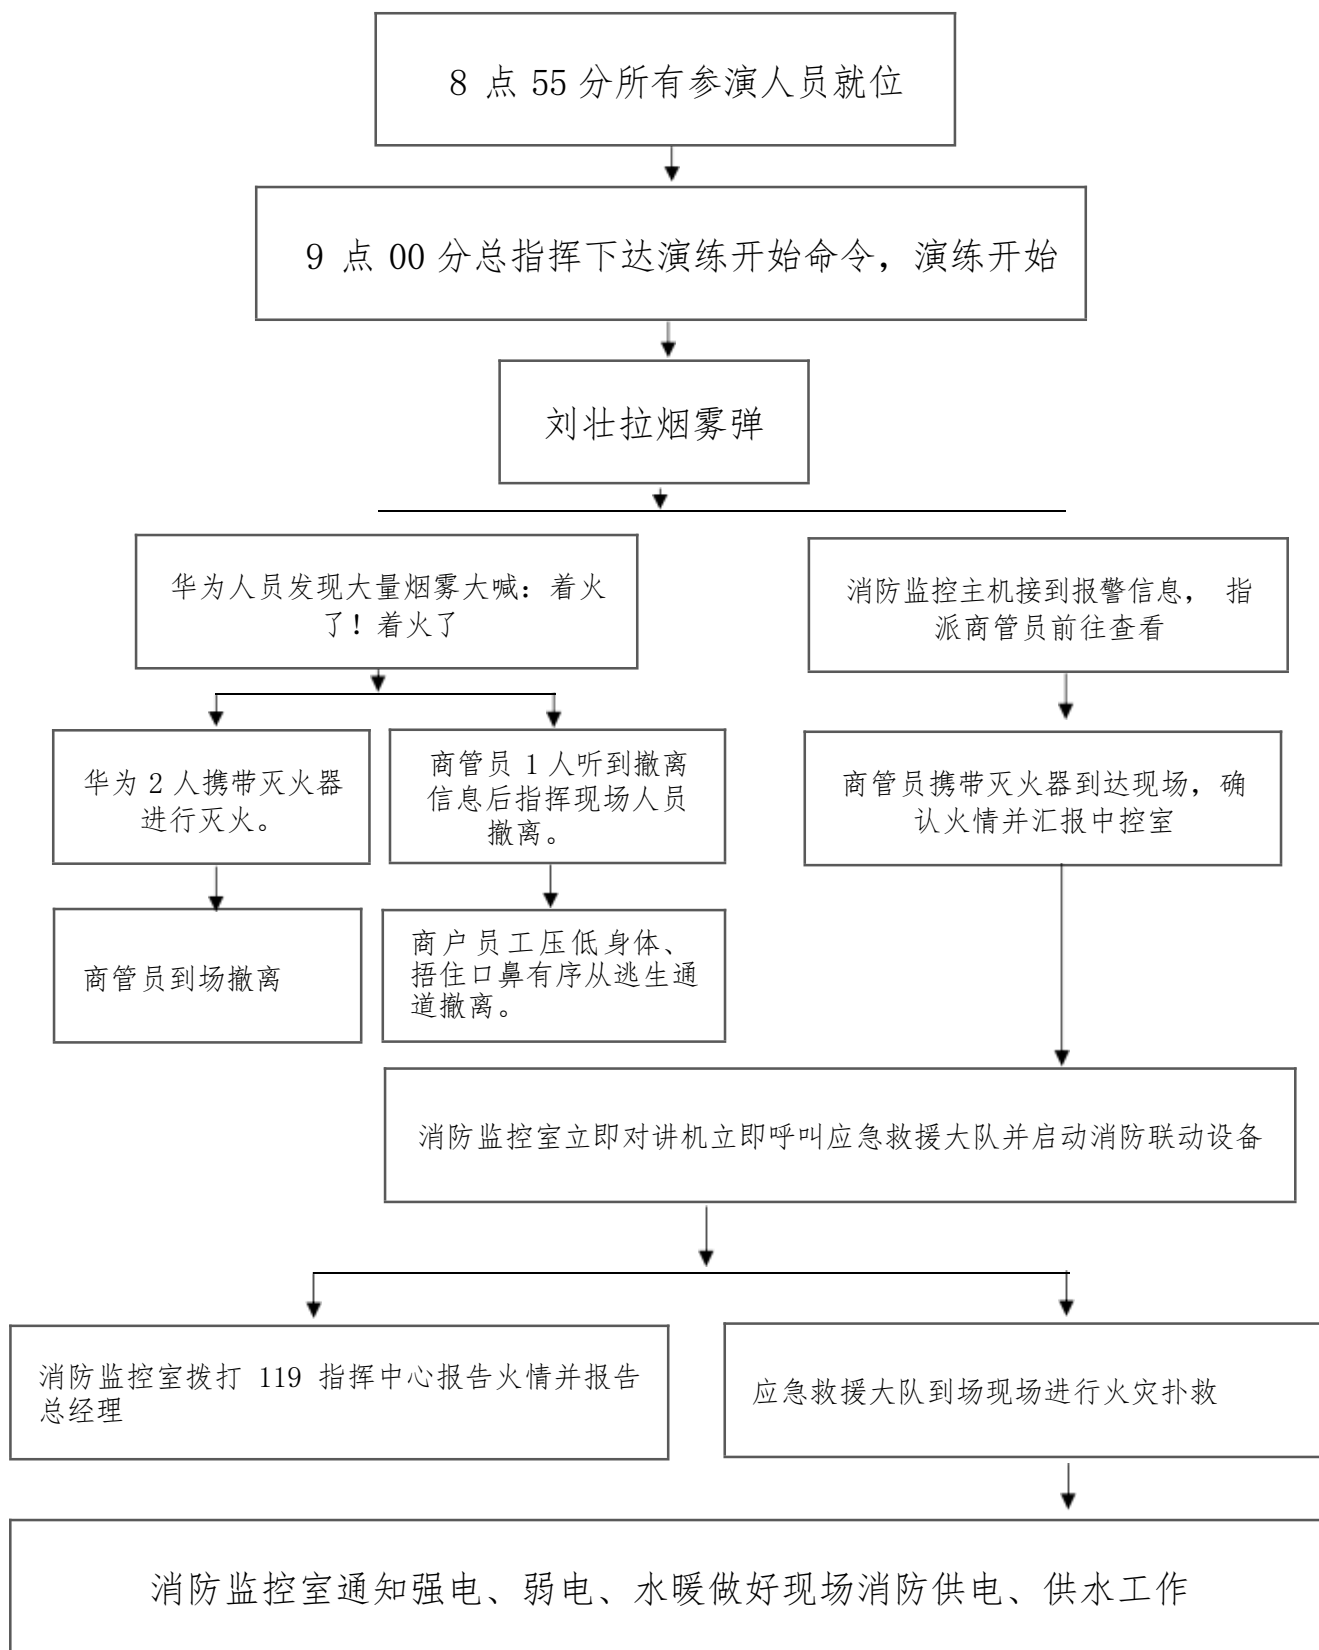 8 点 55 分所有参演人员就位
9 点 00 分总指挥下达演练开始命令，演练开始
刘壮拉烟雾弹
华为人员发现大量烟雾大喊：着火
了！着火了
消防监控主机接到报警信息， 指
派商管员前往查看
华为 2 人携带灭火器
进行灭火。
商管员 1 人听到撤离
信息后指挥现场人员
撤离。
商管员携带灭火器到达现场，确
认火情并汇报中控室
商管员到场撤离
商户员工压低身体、
捂住口鼻有序从逃生通
道撤离。
消防监控室立即对讲机立即呼叫应急救援大队并启动消防联动设备
消防监控室拨打 119 指挥中心报告火情并报告
总经理
应急救援大队到场现场进行火灾扑救
消防监控室通知强电、弱电、水暖做好现场消防供电、供水工作